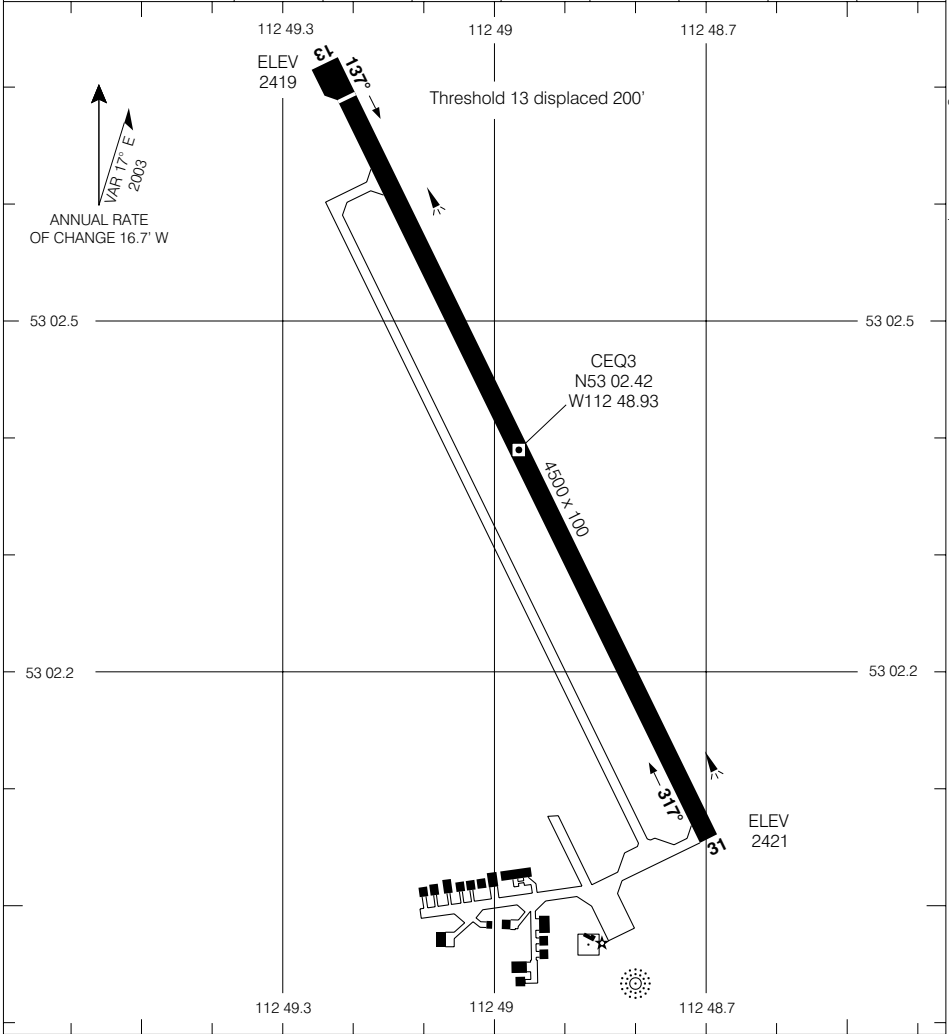 112 49.3
112 49
112 48.7
13
ELEV
2419
137°
Threshold 13 displaced 200'
VAR 17° E
2003
ANNUAL RATE
OF CHANGE 16.7' W
53 02.5
53 02.5
CEQ3
N53 02.42
W112 48.93
4500 x 100
53 02.2
53 02.2
317°
31
ELEV
2421
112 49.3
112 49
112 48.7